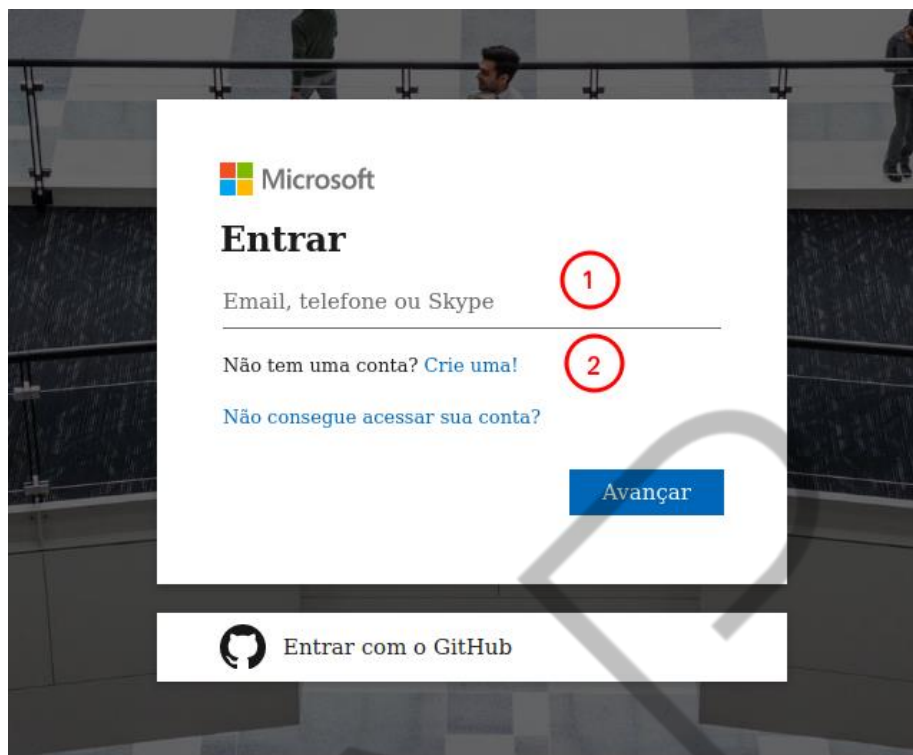 Microsoft
Entrar
1
Email, telefone ou Skype
Não tem uma conta? Crie uma!
2
Não consegue acessar sua conta?
Avançar
Entrar com o GitHub